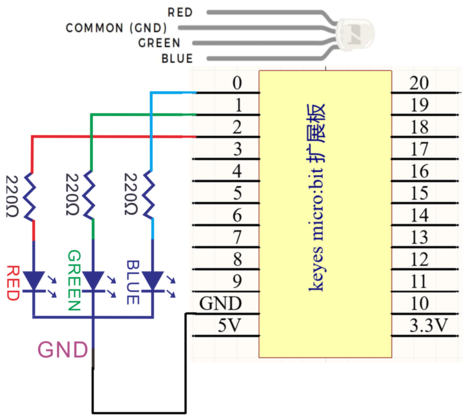 RED
COMMON (GND)
GREEN
BLUE
0
1
2
3
4
5
6
7
8
9
GND
5V
keyes micro:bit 扩展板
20
19
18
17
16
15
14
13
12
11
10
3.3V
220Ω
220Ω
220Ω
RED
GREEN
BLUE
GND